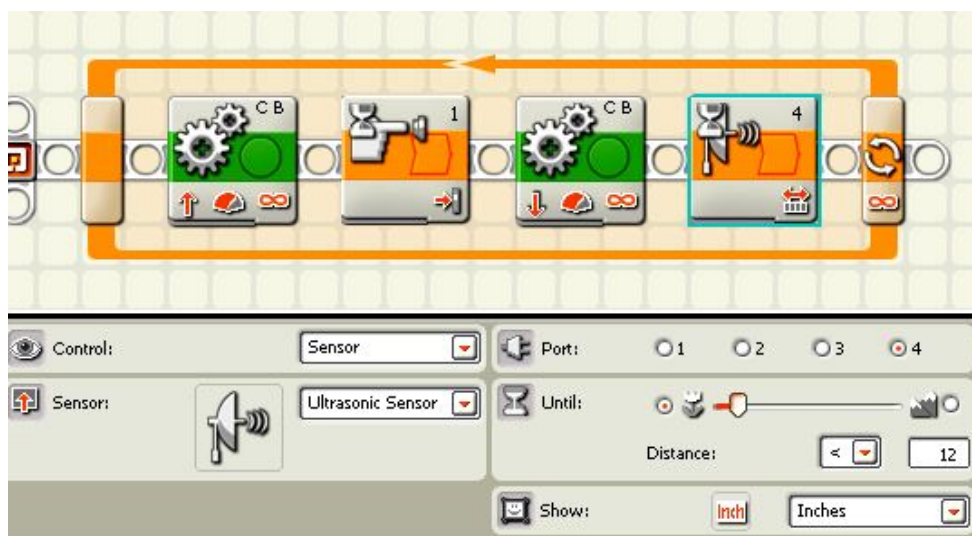 C B
1
C B
4
Control:
Sensor
Port:
1 2 3 4
Sensor:
Ultrasonic Sensor
Until:
Distance:
<
12
Show:
Inch
Inches